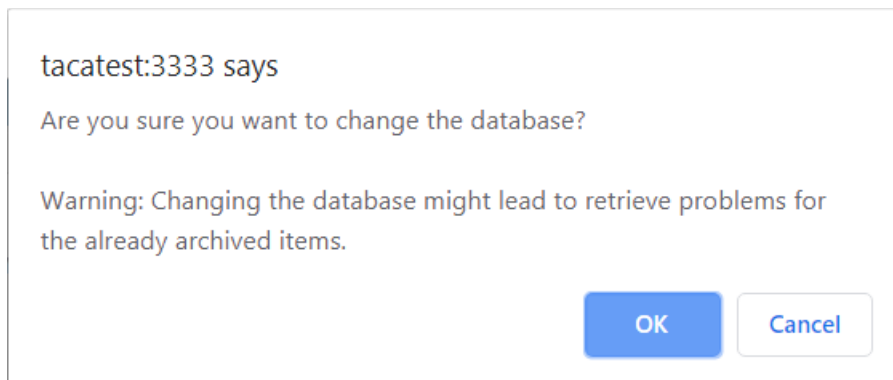 tacatest:3333 says
Are you sure you want to change the database?
Warning: Changing the database might lead to retrieve problems for
the already archived items.
OK
Cancel